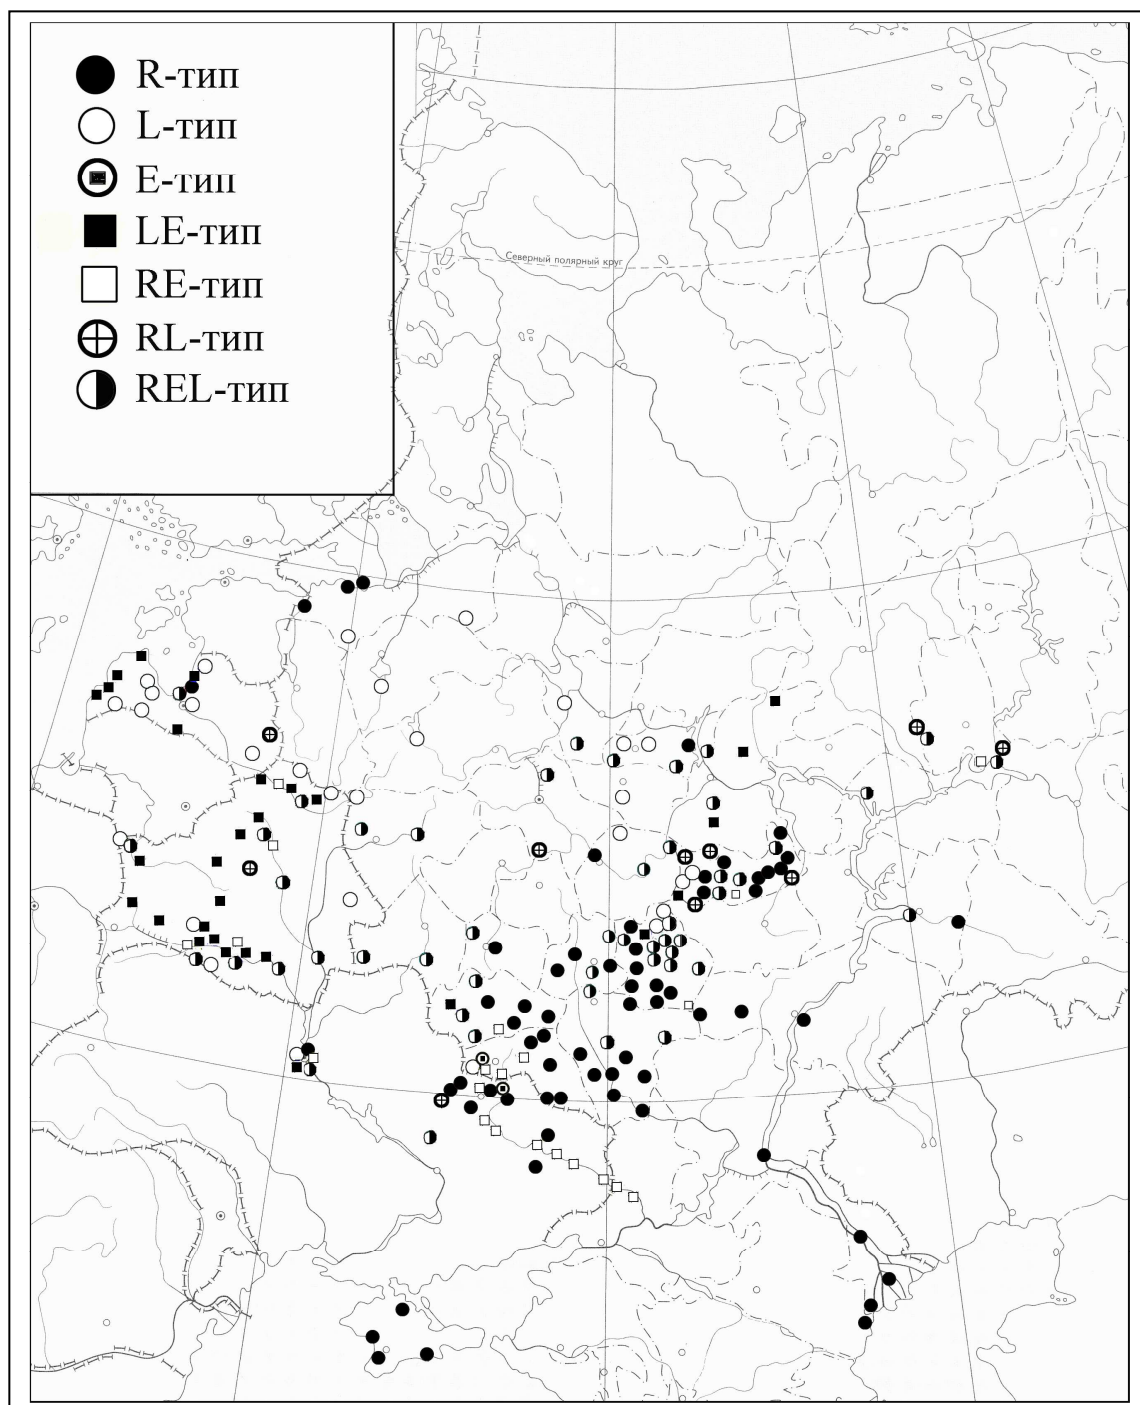 R-тип
L-тип
E-тип
LE-тип
RE-тип
RL-тип
REL-тип
Северный полярный круг